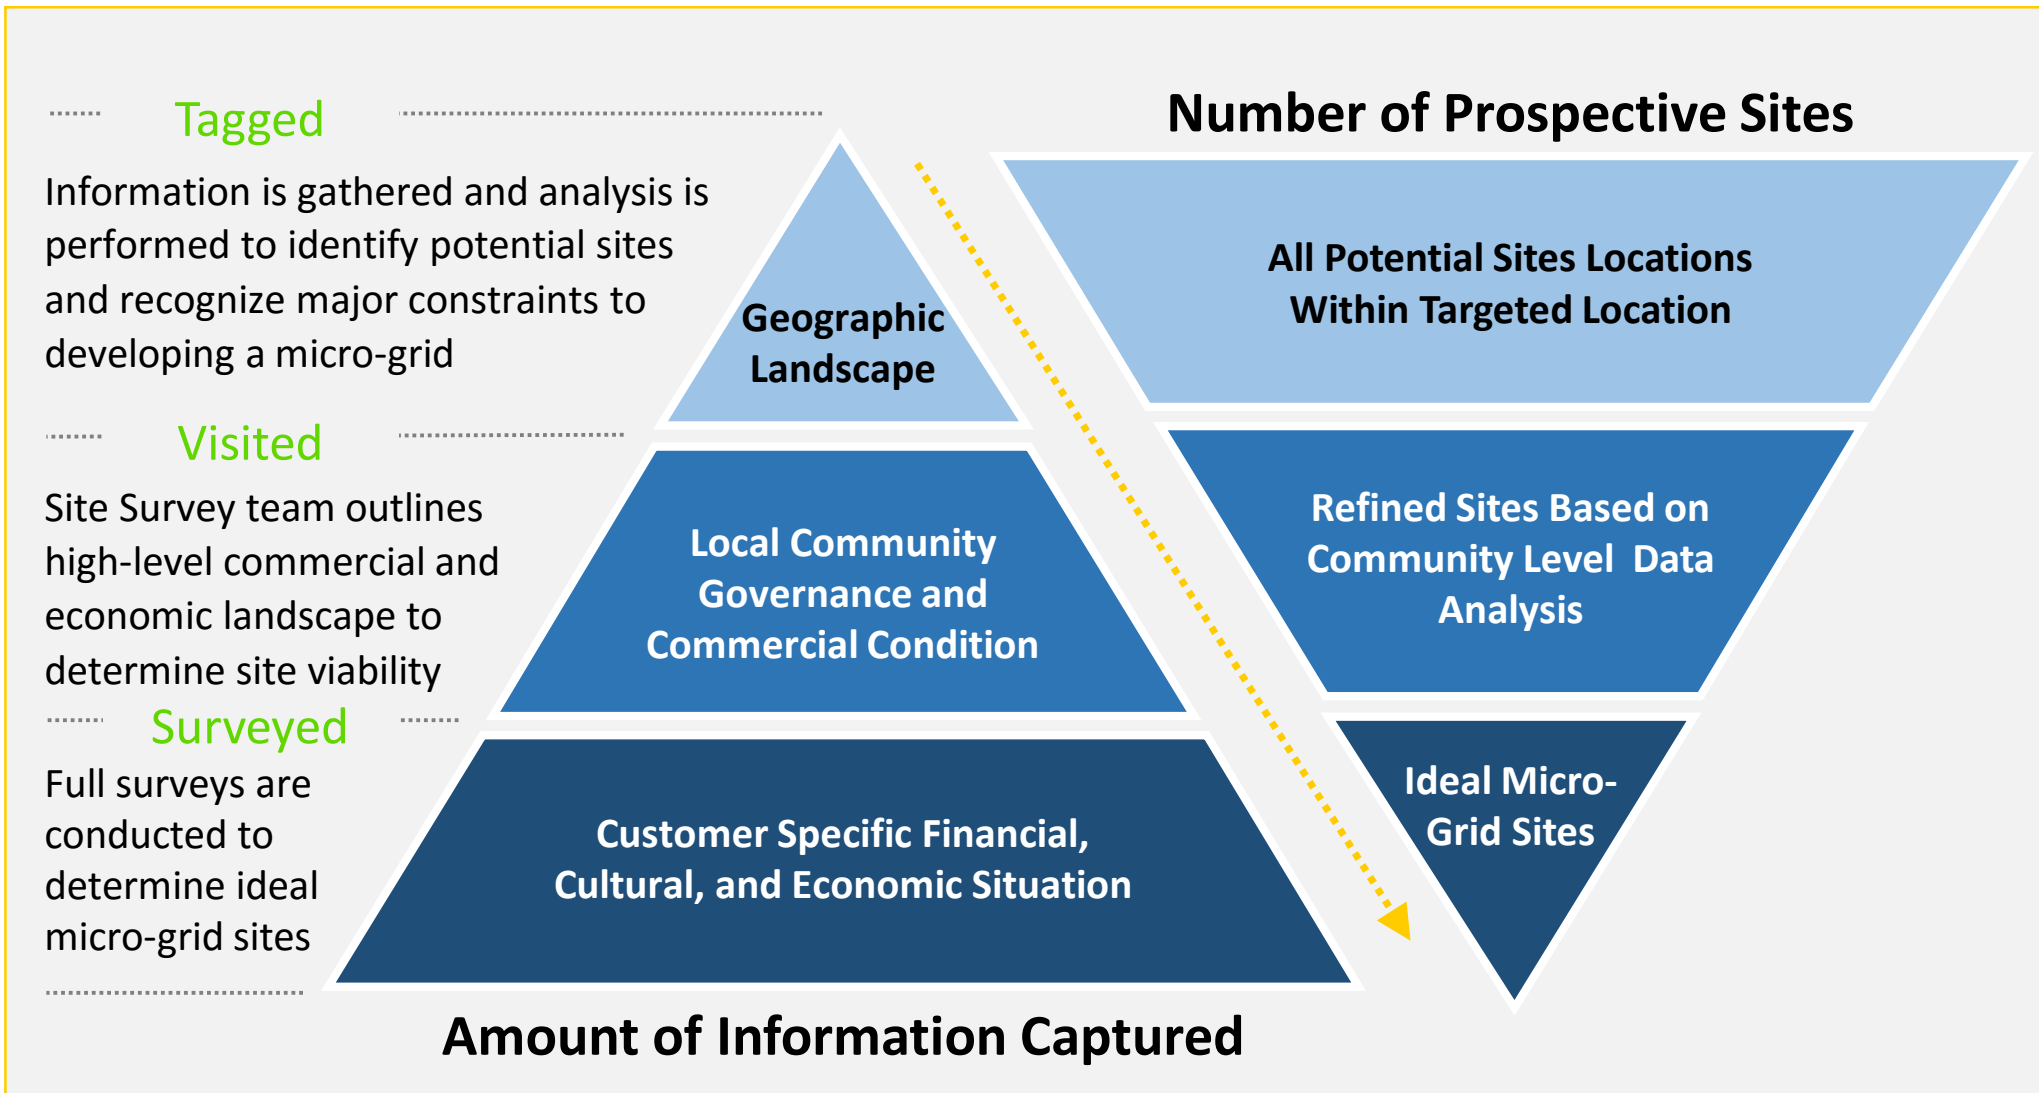 Tagged
Information is gathered and analysis is
performed to identify potential sites
and recognize major constraints to
developing a micro-grid
Visited
Site Survey team outlines
high-level commercial and
economic landscape to
determine site viability
Surveyed
Full surveys are
conducted to
determine ideal
micro-grid sites
Geographic
Landscape
Local Community
Governance and
Commercial Condition
Customer Specific Financial,
Cultural, and Economic Situation
Amount of Information Captured
Number of Prospective Sites
All Potential Sites Locations
Within Targeted Location
Refined Sites Based on
Community Level  Data
Analysis
Ideal Micro-
Grid Sites